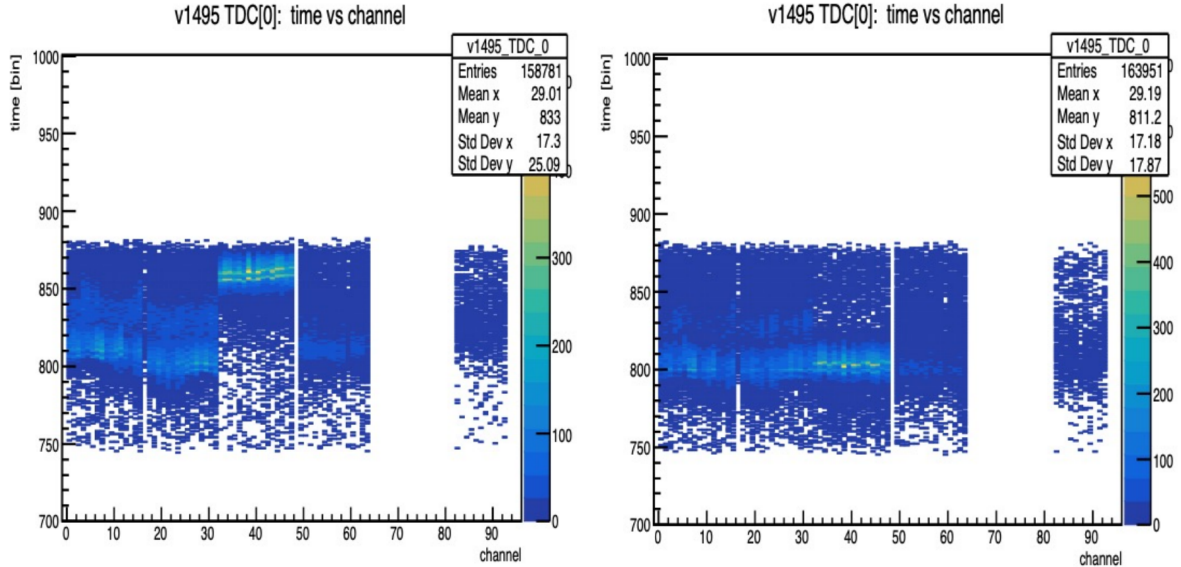 v1495 TDC[0]: time vs channel
v1495_TDC_0
Entries 158781
Mean x 29.01
Mean y 833
Std Dev x 17.3
Std Dev y 25.09
time [bin]
1000
950
900
850
800
750
700
0 10 20 30 40 50 60 70 80 90
channel
300
200
100
0
v1495 TDC[0]: time vs channel
v1495_TDC_0
Entries 163951
Mean x 29.19
Mean y 811.2
Std Dev x 17.18
Std Dev y 17.87
time [bin]
1000
950
900
850
800
750
700
0 10 20 30 40 50 60 70 80 90
channel
500
400
300
200
100
0